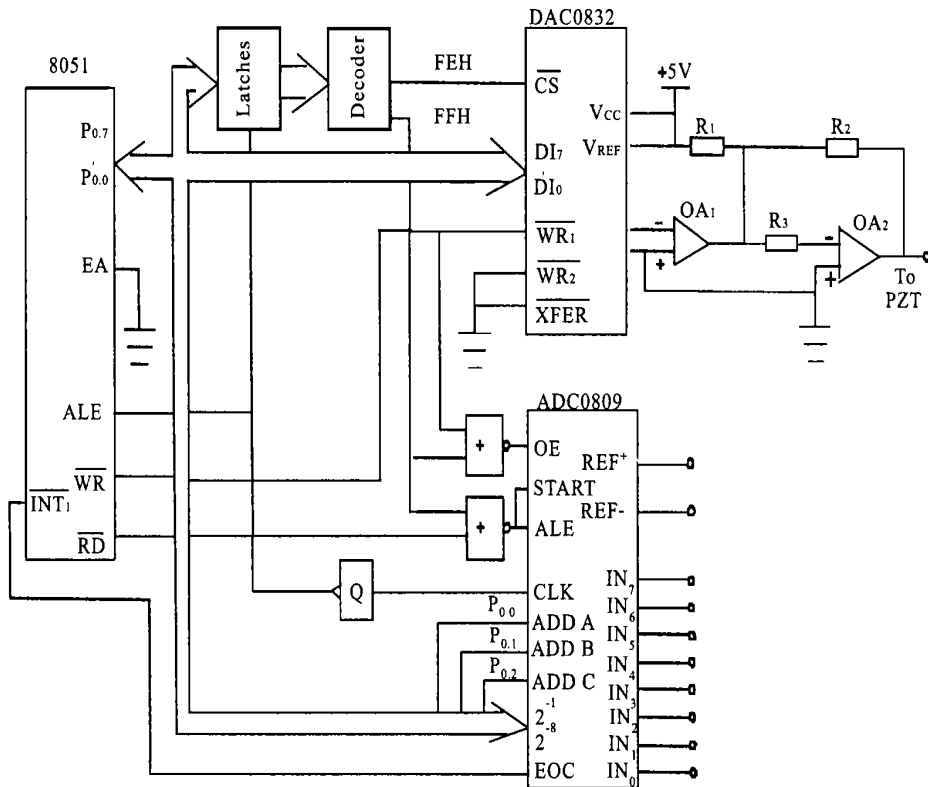 DAC0832
8051
Latches
Decoder
FEH
FFH
CS
+5V
VCC
VREF
R1
R2
P0.7
P0.0
DI7
DI0
OA1
R3
OA2
WR1
WR2
XFER
To
PZT
EA
ALE
WR
INT1
RD
ADC0809
+
OE
REF+
START
REF-
+
ALE
Q
CLK
P0 0
ADD A
P0.1
ADD B
P0.2
ADD C
2-1
2-8
EOC
IN7
IN6
IN5
IN4
IN3
IN2
IN1
IN0
-
+
-
+